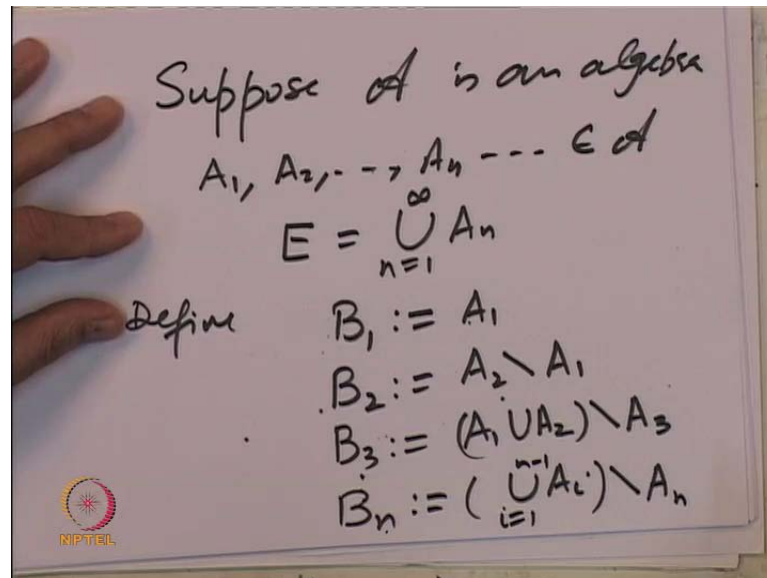 Suppose 𝒜 is an algebra
A₁, A₂, - - , Aₙ - - - ∈ 𝒜
E = ⋃_{n=1}^{∞} Aₙ
Define B₁ := A₁
B₂ := A₂ \ A₁
B₃ := (A₁ ∪ A₂) \ A₃
Bₙ := ( ⋃_{i=1}^{n-1} Aᵢ ) \ Aₙ
NPTEL